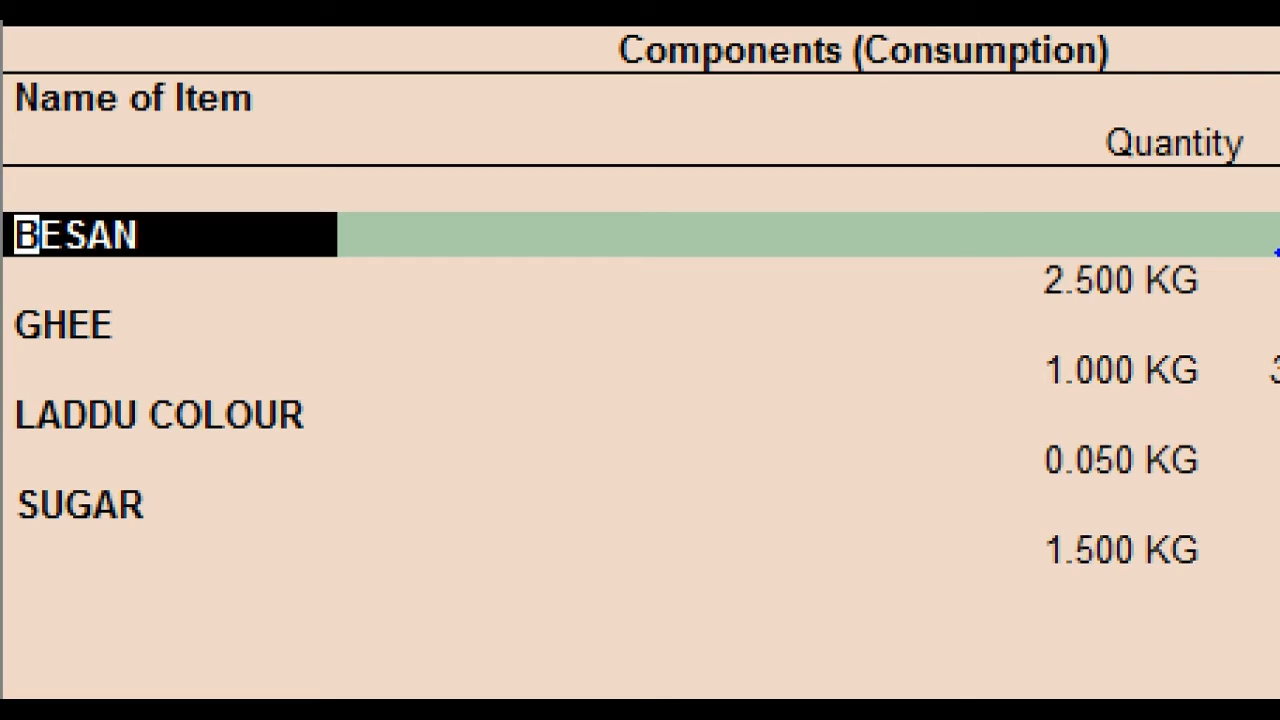 Components (Consumption)
Name of Item
Quantity
BESAN
2.500 KG
GHEE
1.000 KG
LADDU COLOUR
0.050 KG
SUGAR
1.500 KG